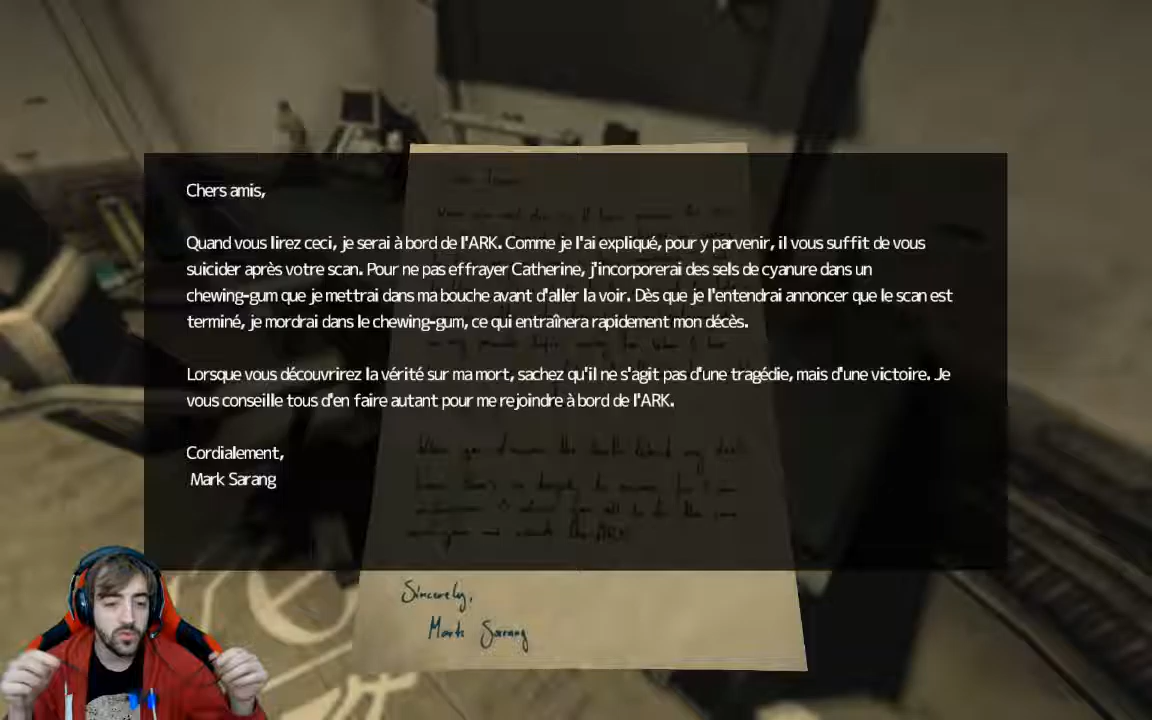 Chers amis,
Quand vous lirez ceci, je serai à bord de l'ARK. Comme je l'ai expliqué, pour y parvenir, il vous suffit de vous
suicider après votre scan. Pour ne pas effrayer Catherine, j'incorporerai des sels de cyanure dans un
chewing-gum que je mettrai dans ma bouche avant d'aller la voir. Dès que je l'entendrai annoncer que le scan est
terminé, je mordrai dans le chewing-gum, ce qui entraînera rapidement mon décès.
Lorsque vous découvrirez la vérité sur ma mort, sachez qu'il ne s'agit pas d'une tragédie, mais d'une victoire. Je
vous conseille tous d'en faire autant pour me rejoindre à bord de l'ARK.
Cordialement,
Mark Sarang
Sincerely,
Mark Sarang